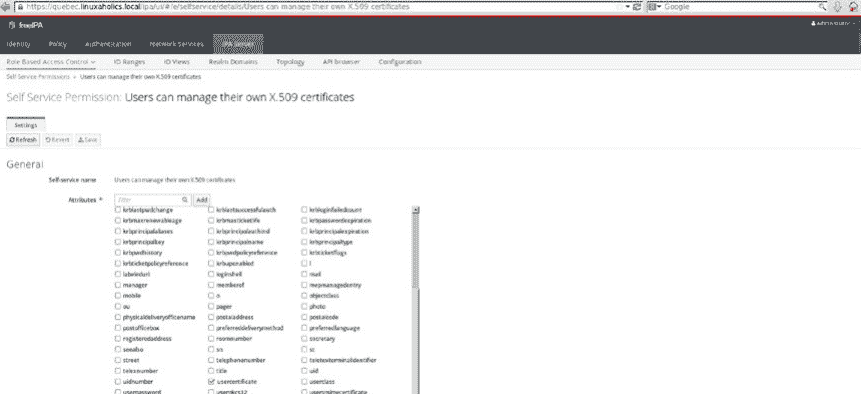 https://quebec.linuxaholics.local/ipa/ui/#/e/selfservice/details/Users can manage their own X.509 certificates
Google
freeIPA
Identity Policy Authentication Network Services IPA Server
Role Based Access Control ID Ranges ID Views Realm Domains Topology API browser Configuration
Self Service Permissions » Users can manage their own X.509 certificates
Self Service Permission: Users can manage their own X.509 certificates
Settings
Refresh Revert Save
General
Self-service name Users can manage their own X.509 certificates
Attributes * Filter Add
krblastpwdchange krblastsuccessfulauth krbloginfailedcount
krbmaxrenewableage krbmaxticketlife krbpasswordexpiration
krbprincipalaliases krbprincipalauthind krbprincipalexpiration
krbprincipalkey krbprincipalname krbprincipaltype
krbpwdhistory krbpwdpolicyreference krbticketflags
krbticketpolicyreference krbupenabled l
labeleduri loginshell mail
manager memberof mepmanagedentry
mobile o objectclass
ou pager photo
physicaldeliveryofficename postaladdress postalcode
postofficebox preferreddeliverymethod preferredlanguage
registeredaddress roomnumber secretary
seealso sn st
street telephonenumber teletexterminalidentifier
telexnumber title uid
uidnumber usercertificate userclass
userpassword userpkcs12 usersmimecertificate